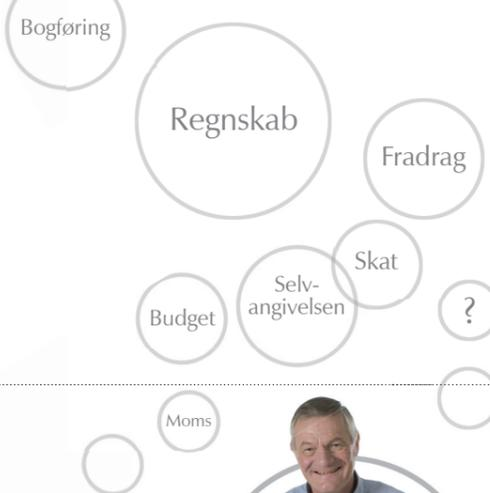 Bogføring
Regnskab
Fradrag
Skat
Selv-
angivelsen
Budget
?
Moms